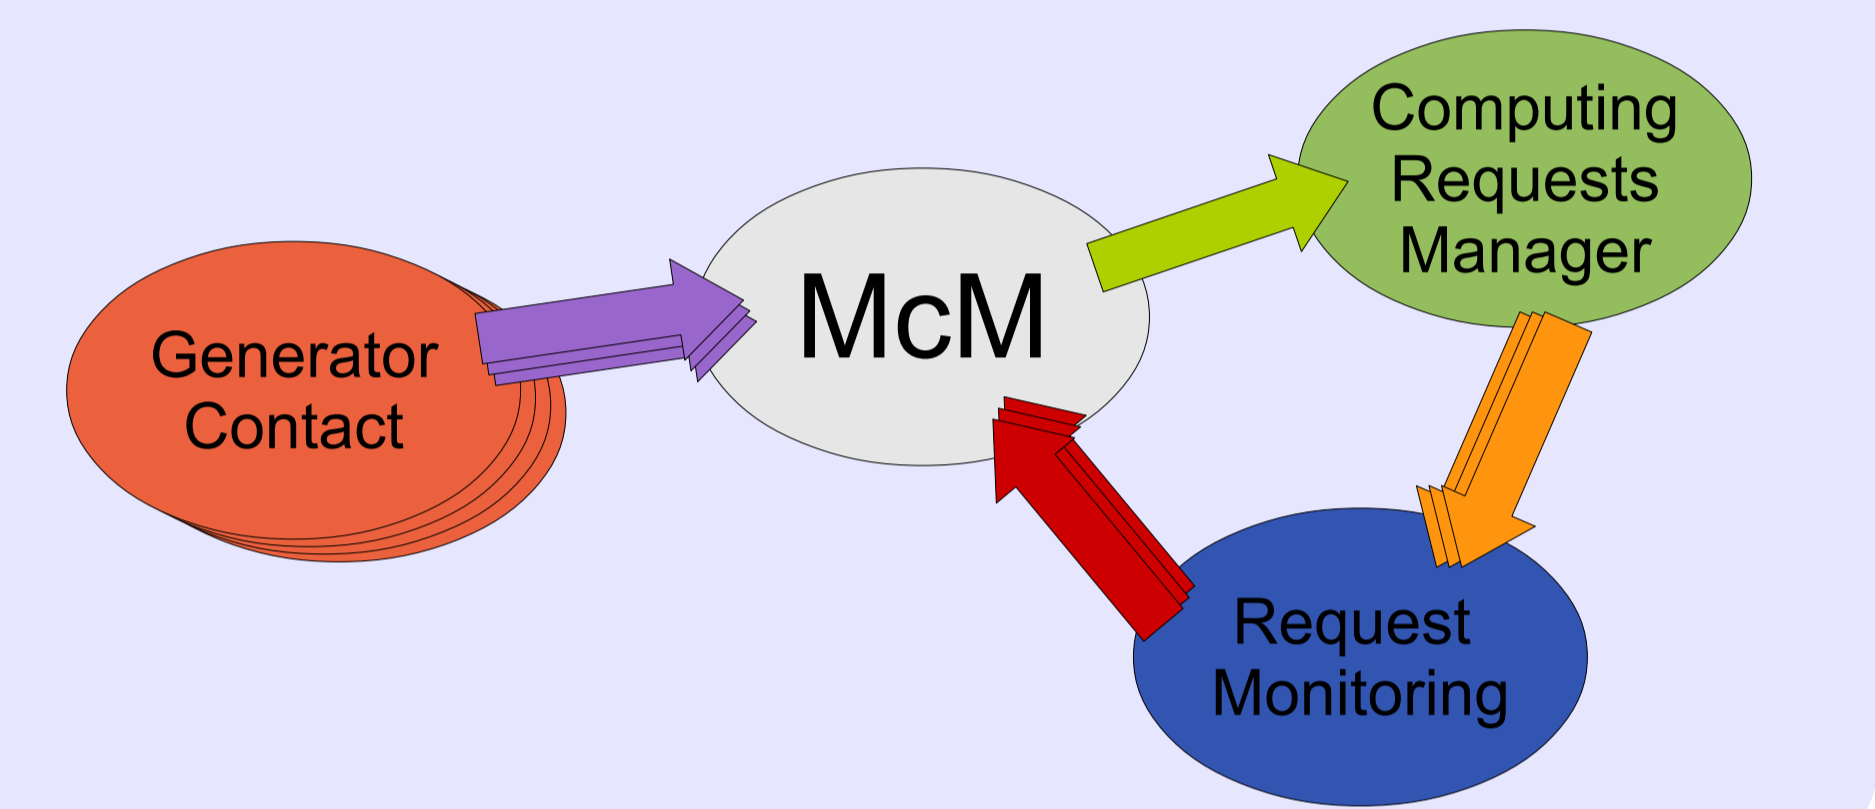 Generator
Contact
McM
Computing
Requests
Manager
Request
Monitoring